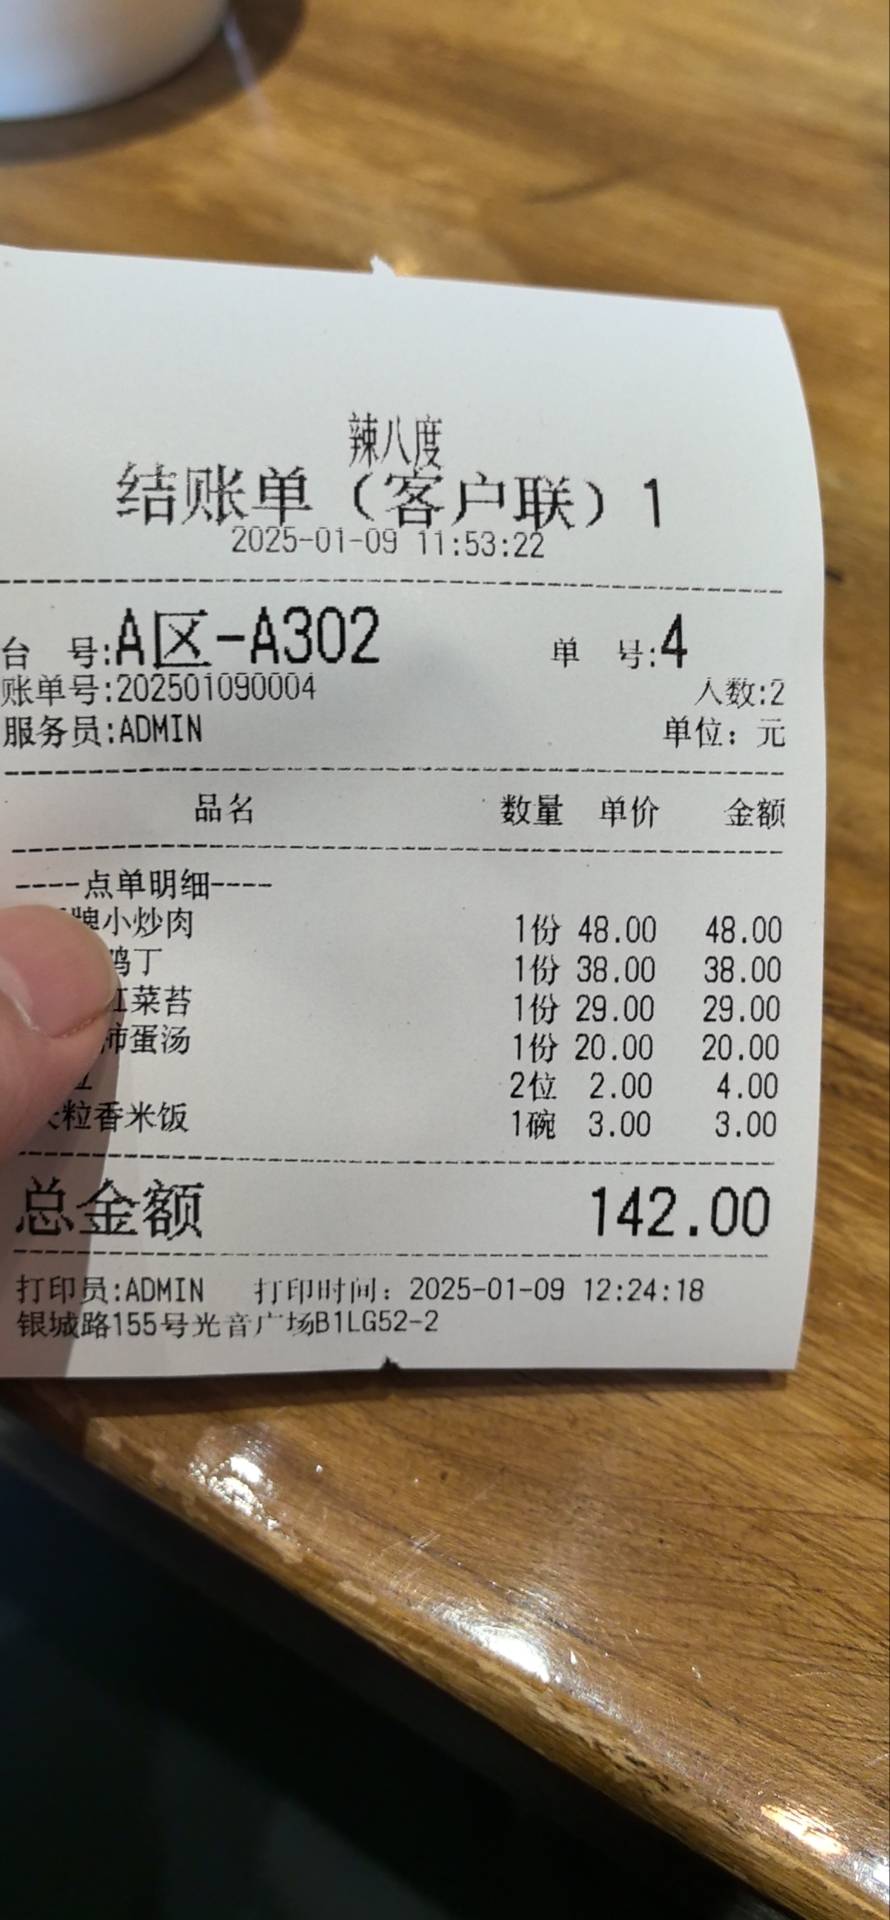 辣八度
结账单（客户联）1
2025-01-09 11:53:22
台 号:A区-A302 单 号:4
账单号:202501090004 人数:2
服务员:ADMIN 单位：元
品名 数量 单价 金额
----点单明细----
牌小炒肉 1份 48.00 48.00
鸡丁 1份 38.00 38.00
红菜苔 1份 29.00 29.00
柿蛋汤 1份 20.00 20.00
2位 2.00 4.00
粒香米饭 1碗 3.00 3.00
总金额 142.00
打印员:ADMIN 打印时间：2025-01-09 12:24:18
银城路155号光音广场B1LG52-2